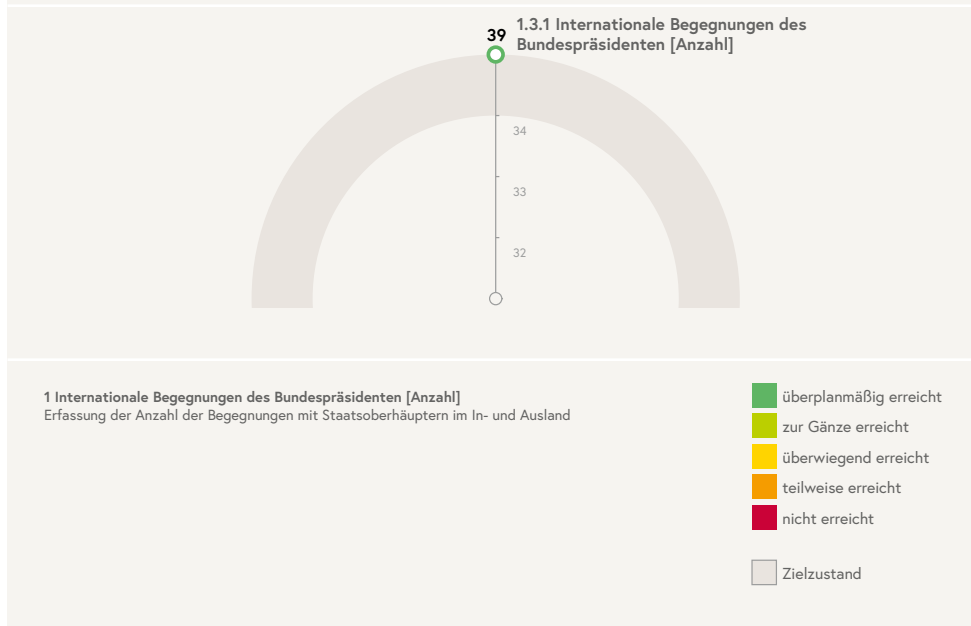 39
1.3.1 Internationale Begegnungen des
Bundespräsidenten [Anzahl]
34
33
32
1 Internationale Begegnungen des Bundespräsidenten [Anzahl]
Erfassung der Anzahl der Begegnungen mit Staatsoberhäuptern im In- und Ausland
überplanmäßig erreicht
zur Gänze erreicht
überwiegend erreicht
teilweise erreicht
nicht erreicht
Zielzustand